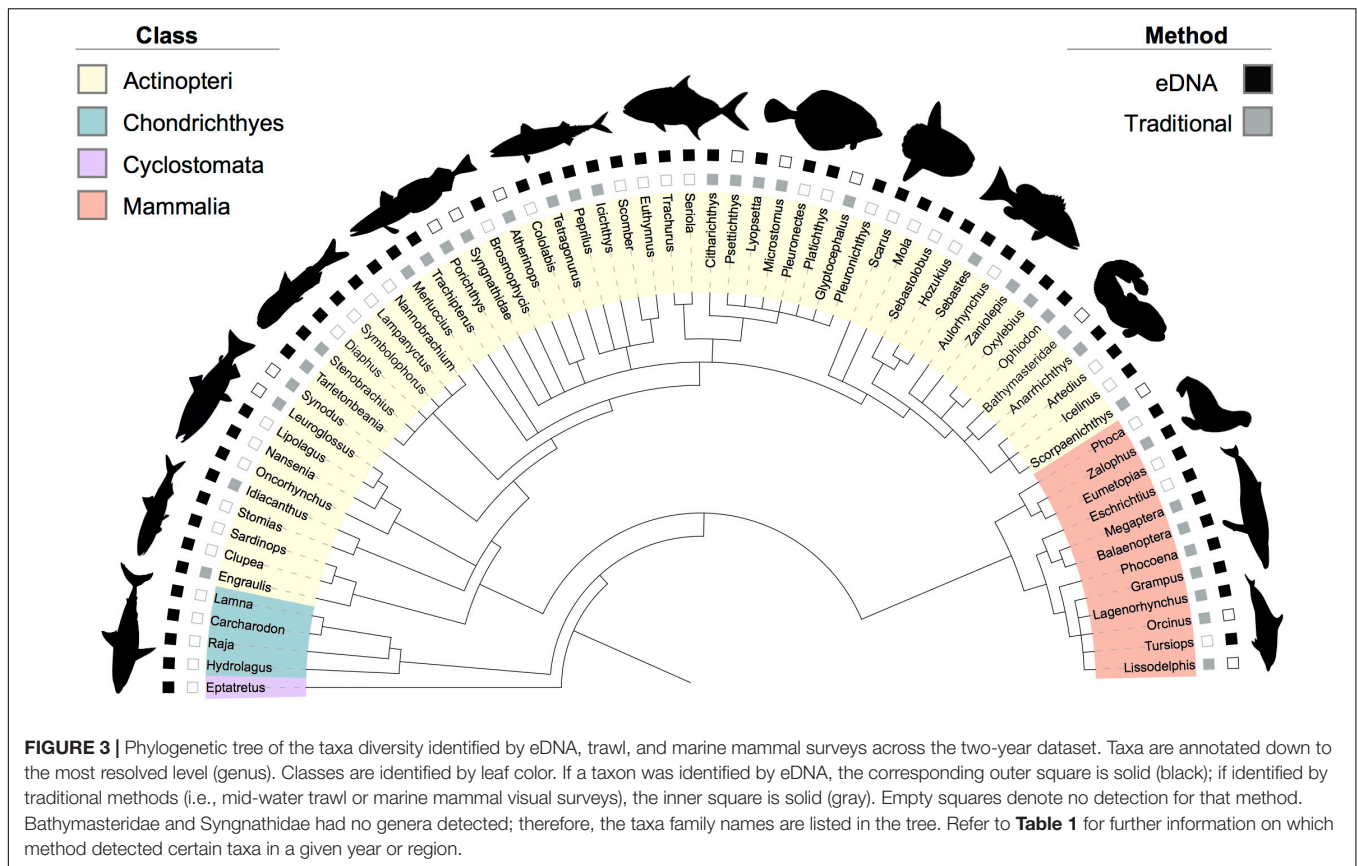 Class
Actinopteri
Chondrichthyes
Cyclostomata
Mammalia
Method
eDNA
Traditional
Eptatretus
Hydrolagus
Raja
Carcharodon
Lamna
Engraulis
Clupea
Sardinops
Stomias
Idiacanthus
Oncorhynchus
Nansenia
Lipolagus
Leuroglossus
Synodus
Tarletonbeania
Stenobrachius
Diaphus
Symbolophorus
Lampanyctus
Nannobrachium
Merluccius
Trachipterus
Porichthys
Syngnathidae
Brosmophycis
Atherinops
Cololabis
Tetragonurus
Peprilus
Icichthys
Scomber
Euthynnus
Trachurus
Seriola
Citharichthys
Psettichthys
Lyopsetta
Microstomus
Pleuronectes
Platichthys
Glyptocephalus
Pleuronichthys
Scarus
Mola
Sebastolobus
Hozukius
Sebastes
Aulorhynchus
Zaniolepis
Oxylebius
Ophiodon
Bathymasteridae
Anarrhichthys
Artedius
Icelinus
Scorpaenichthys
Phoca
Zalophus
Eumetopias
Eschrichtius
Megaptera
Balaenoptera
Phocoena
Grampus
Lagenorhynchus
Orcinus
Tursiops
Lissodelphis
FIGURE 3 | Phylogenetic tree of the taxa diversity identified by eDNA, trawl, and marine mammal surveys across the two-year dataset. Taxa are annotated down to
the most resolved level (genus). Classes are identified by leaf color. If a taxon was identified by eDNA, the corresponding outer square is solid (black); if identified by
traditional methods (i.e., mid-water trawl or marine mammal visual surveys), the inner square is solid (gray). Empty squares denote no detection for that method.
Bathymasteridae and Syngnathidae had no genera detected; therefore, the taxa family names are listed in the tree. Refer to Table 1 for further information on which
method detected certain taxa in a given year or region.